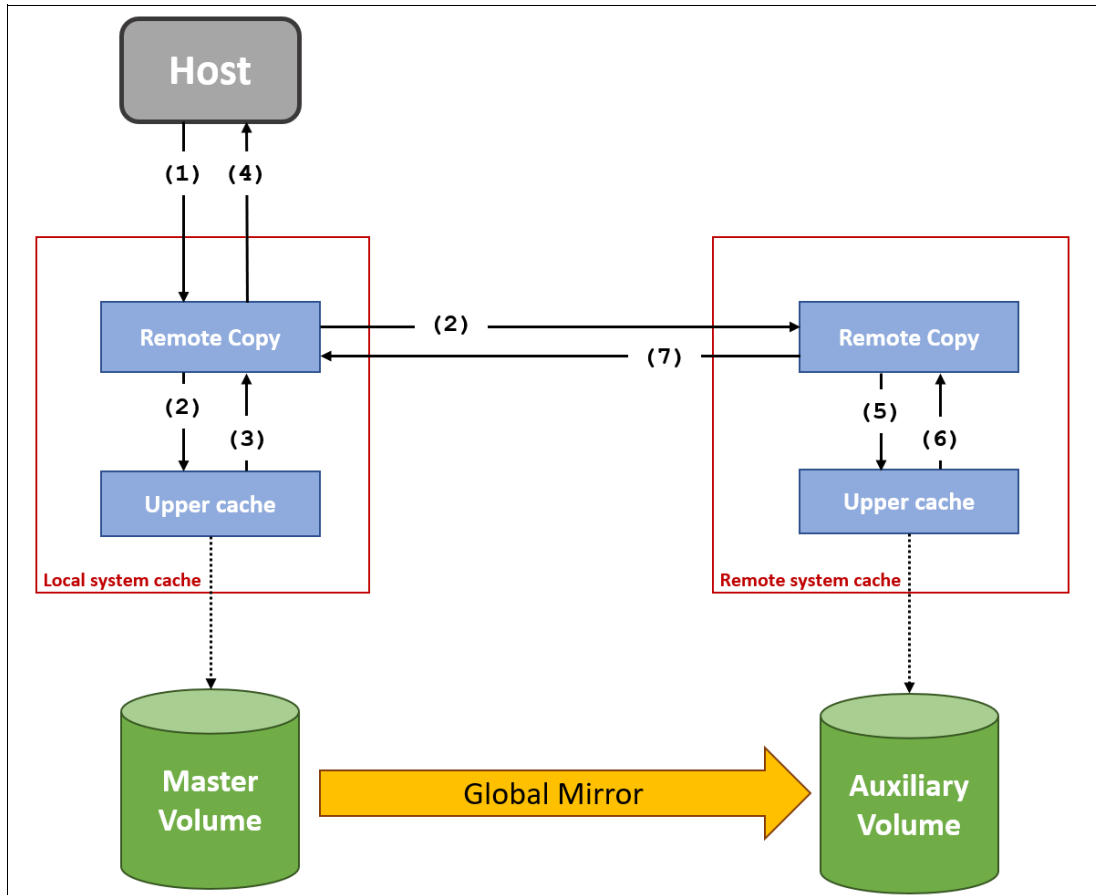 Host
(1)
(4)
Remote Copy
(2)
(7)
Remote Copy
(2)
(3)
(5)
(6)
Upper cache
Upper cache
Local system cache
Remote system cache
Master
Volume
Global Mirror
Auxiliary
Volume